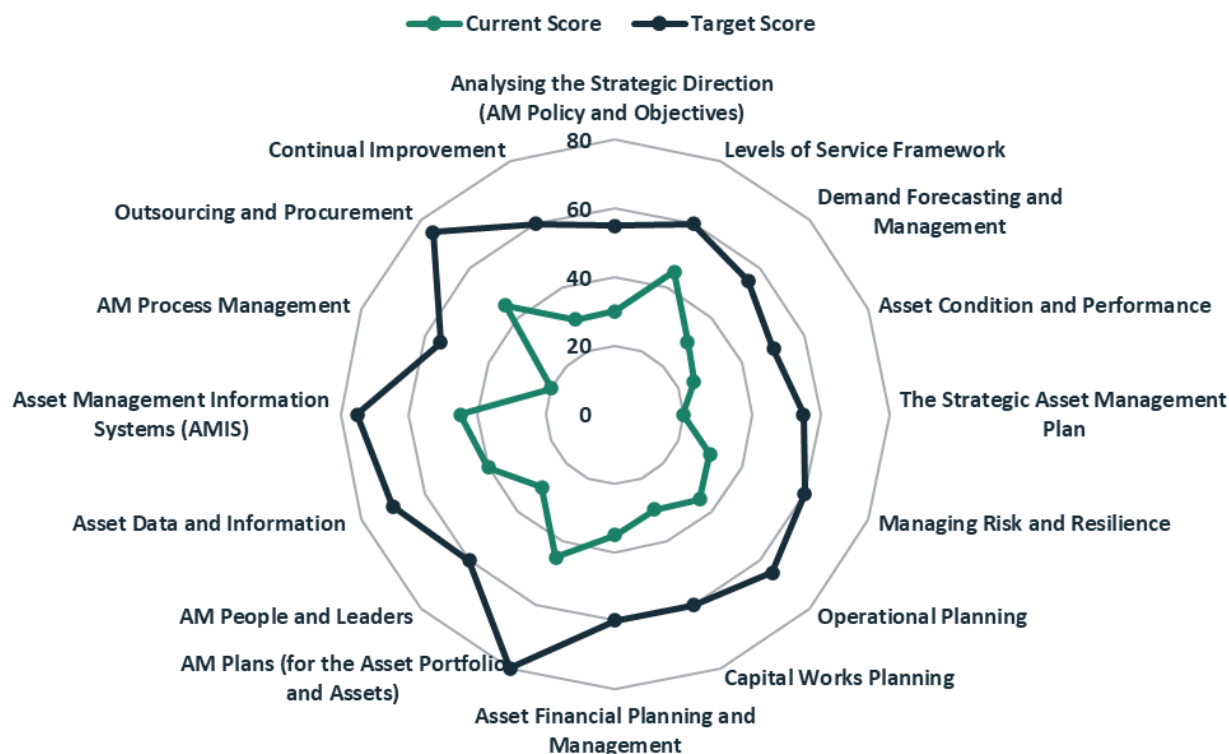 Current Score
Target Score
Analysing the Strategic Direction
(AM Policy and Objectives)
Levels of Service Framework
Demand Forecasting and
Management
Asset Condition and Performance
The Strategic Asset Management
Plan
Managing Risk and Resilience
Operational Planning
Capital Works Planning
Asset Financial Planning and
Management
AM Plans (for the Asset Portfolio
and Assets)
AM People and Leaders
Asset Data and Information
Asset Management Information
Systems (AMIS)
AM Process Management
Outsourcing and Procurement
Continual Improvement
80
60
40
20
0